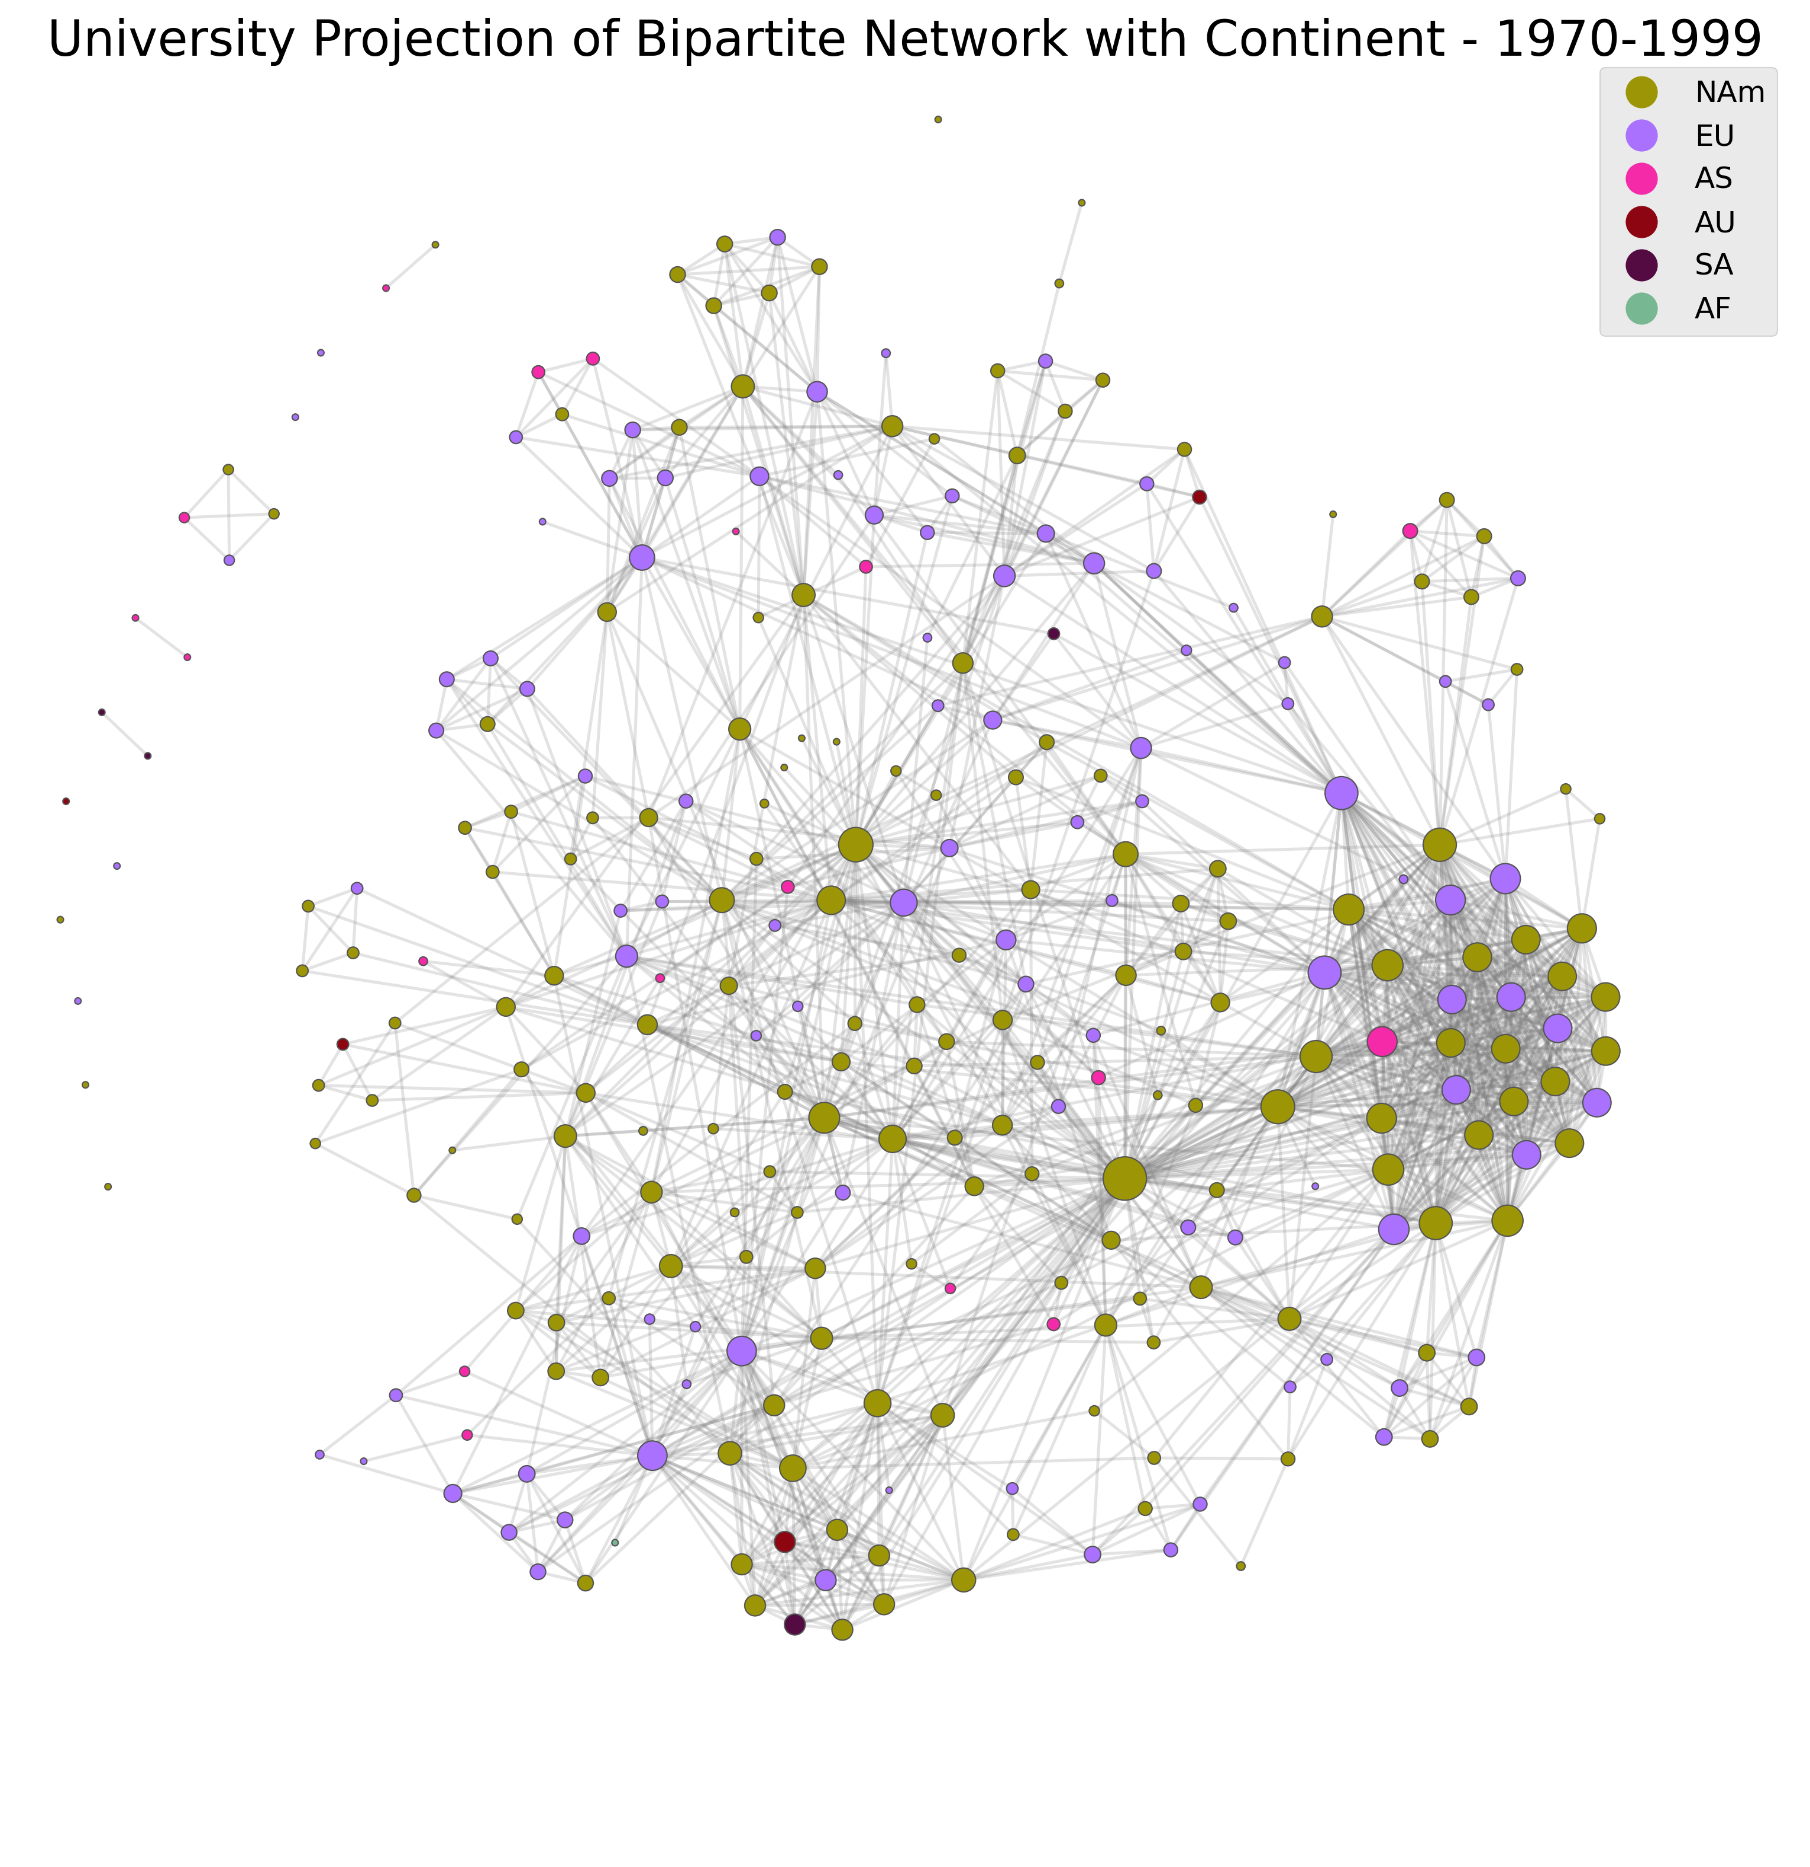 University Projection of Bipartite Network with Continent - 1970-1999
NAm
EU
AS
AU
SA
AF